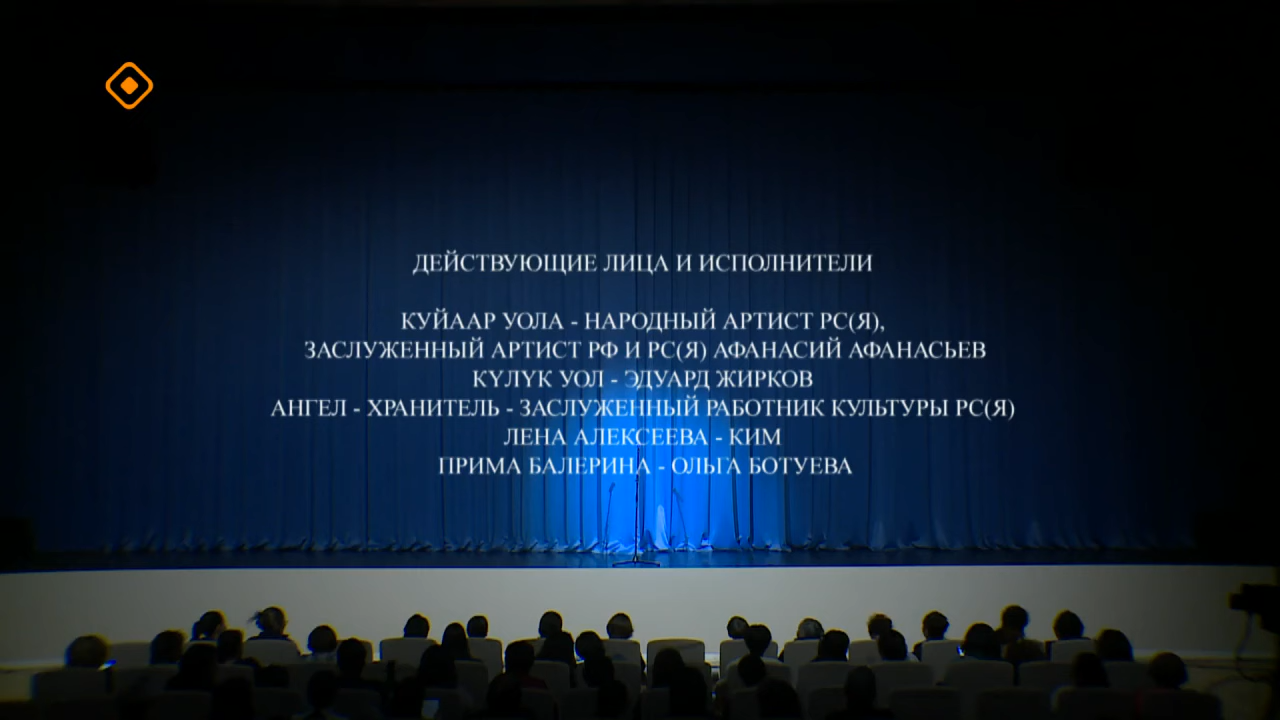 ДЕЙСТВУЮЩИЕ ЛИЦА И ИСПОЛНИТЕЛИ
КУЙААР УОЛА - НАРОДНЫЙ АРТИСТ РС(Я),
ЗАСЛУЖЕННЫЙ АРТИСТ РФ И РС(Я) АФАНАСИЙ АФАНАСЬЕВ
КҮЛҮК УОЛ - ЭДУАРД ЖИРКОВ
АНГЕЛ - ХРАНИТЕЛЬ - ЗАСЛУЖЕННЫЙ РАБОТНИК КУЛЬТУРЫ РС(Я)
ЛЕНА АЛЕКСЕЕВА - КИМ
ПРИМА БАЛЕРИНА - ОЛЬГА БОТУЕВА